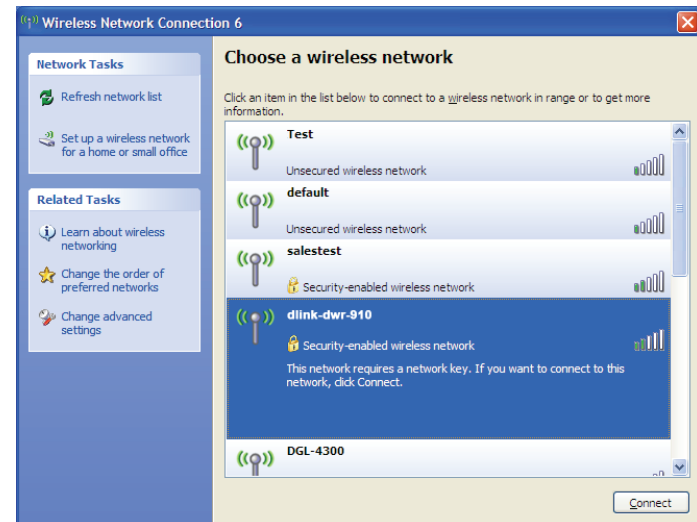 Wireless Network Connection 6
Network Tasks
Refresh network list
Set up a wireless network
for a home or small office
Related Tasks
Learn about wireless
networking
Change the order of
preferred networks
Change advanced
settings
Choose a wireless network
Click an item in the list below to connect to a wireless network in range or to get more
information.
Test
Unsecured wireless network
default
Unsecured wireless network
salestest
Security-enabled wireless network
dlink-dwr-910
Security-enabled wireless network
This network requires a network key. If you want to connect to this
network, click Connect.
DGL-4300
Connect